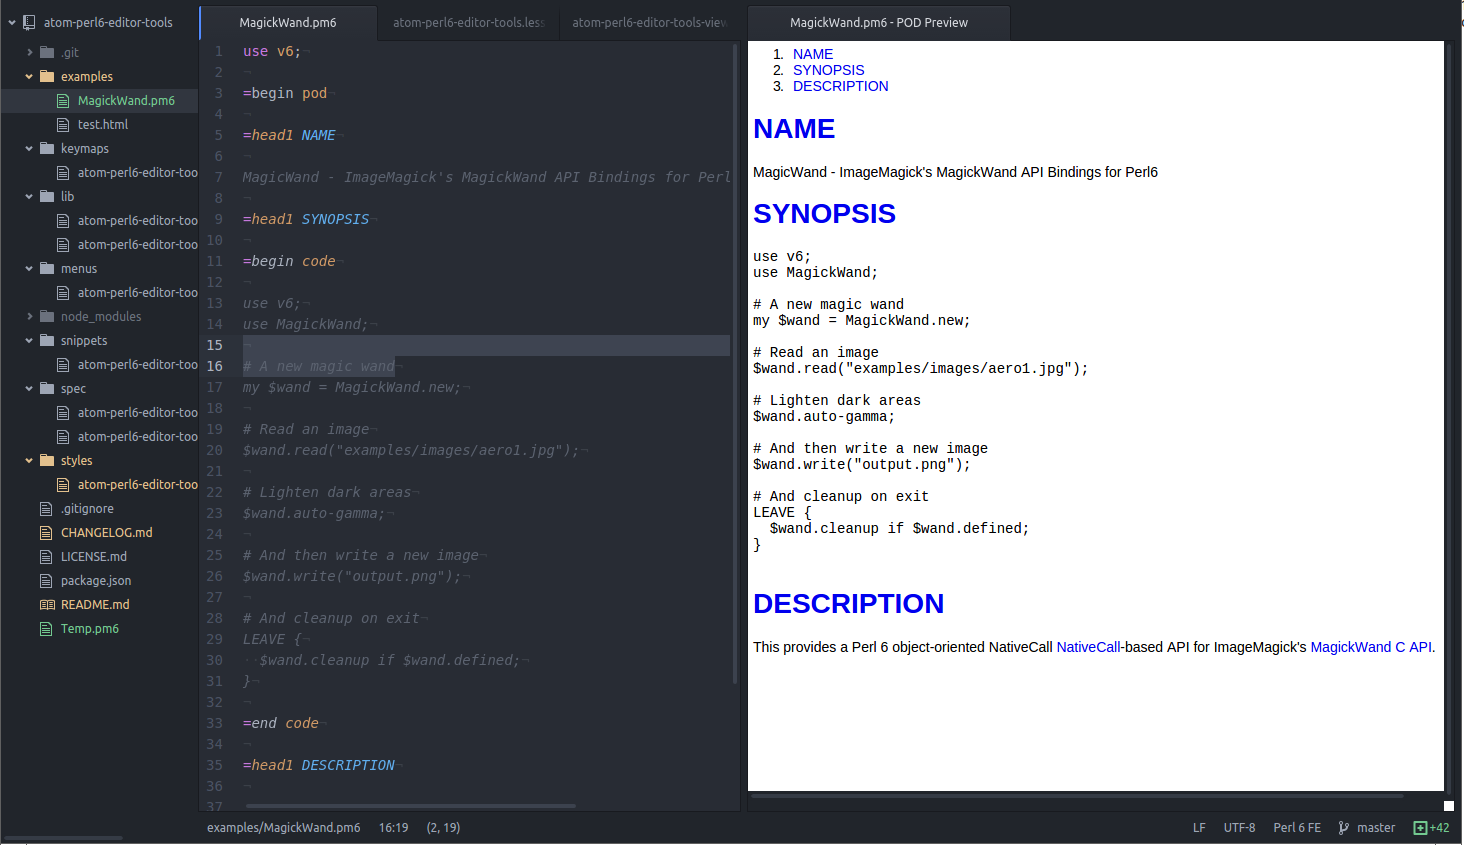 atom-perl6-editor-tools
.git
examples
MagickWand.pm6
test.html
keymaps
atom-perl6-editor-too
lib
atom-perl6-editor-too
atom-perl6-editor-too
menus
atom-perl6-editor-too
node_modules
snippets
atom-perl6-editor-too
spec
atom-perl6-editor-too
atom-perl6-editor-too
styles
atom-perl6-editor-too
.gitignore
CHANGELOG.md
LICENSE.md
package.json
README.md
Temp.pm6
MagickWand.pm6
atom-perl6-editor-tools.less
atom-perl6-editor-tools-view
1 use v6;¬
2 ¬
3 =begin pod¬
4 ¬
5 =head1 NAME¬
6 ¬
7 MagicWand - ImageMagick's MagickWand API Bindings for Perl
8 ¬
9 =head1 SYNOPSIS¬
10 ¬
11 =begin code¬
12 ¬
13 use v6;¬
14 use MagickWand;¬
15 ¬
16 # A new magic wand¬
17 my $wand = MagickWand.new;¬
18 ¬
19 # Read an image¬
20 $wand.read("examples/images/aero1.jpg");¬
21 ¬
22 # Lighten dark areas¬
23 $wand.auto-gamma;¬
24 ¬
25 # And then write a new image¬
26 $wand.write("output.png");¬
27 ¬
28 # And cleanup on exit¬
29 LEAVE {¬
30 ··$wand.cleanup if $wand.defined;¬
31 }¬
32 ¬
33 =end code¬
34 ¬
35 =head1 DESCRIPTION¬
36 ¬
37
MagickWand.pm6 - POD Preview
1. NAME
2. SYNOPSIS
3. DESCRIPTION
NAME
MagicWand - ImageMagick's MagickWand API Bindings for Perl6
SYNOPSIS
use v6;
use MagickWand;
# A new magic wand
my $wand = MagickWand.new;
# Read an image
$wand.read("examples/images/aero1.jpg");
# Lighten dark areas
$wand.auto-gamma;
# And then write a new image
$wand.write("output.png");
# And cleanup on exit
LEAVE {
  $wand.cleanup if $wand.defined;
}
DESCRIPTION
This provides a Perl 6 object-oriented NativeCall NativeCall-based API for ImageMagick's MagickWand C API.
examples/MagickWand.pm6 16:19 (2, 19) LF UTF-8 Perl 6 FE master +42